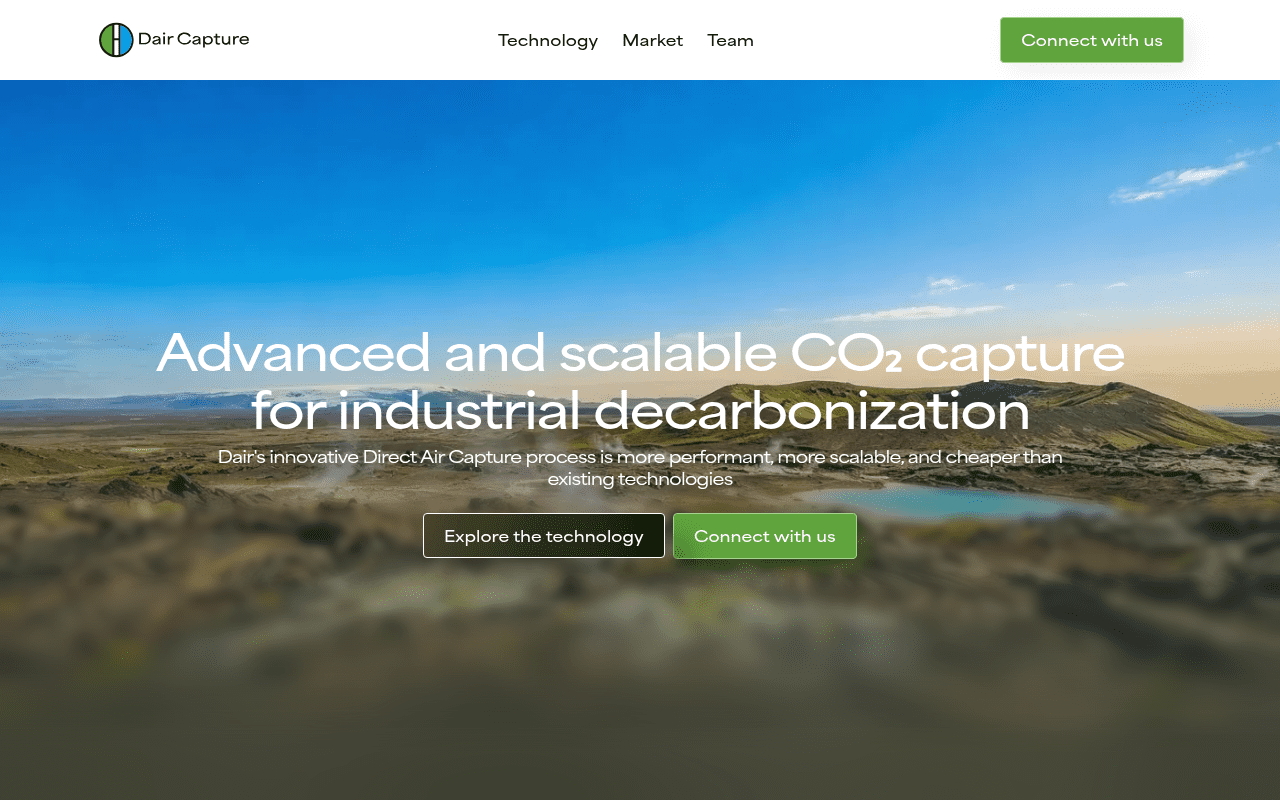 Dair Capture
Technology
Market
Team
Connect with us
Advanced and scalable CO₂ capture
for industrial decarbonization
Dair's innovative Direct Air Capture process is more performant, more scalable, and cheaper than
existing technologies
Explore the technology
Connect with us